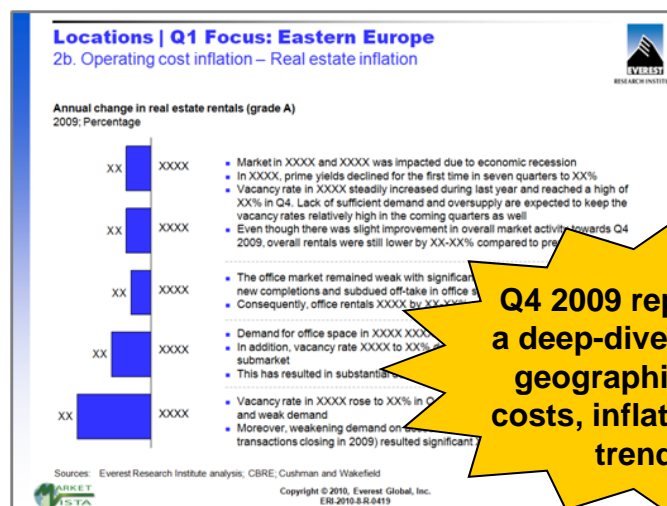 Locations | Q1 Focus: Eastern Europe
2b. Operating cost inflation – Real estate inflation
EVEREST
RESEARCH INSTITU
Annual change in real estate rentals (grade A)
2009; Percentage
XX XXXX
▪ Market in XXXX and XXXX was impacted due to economic recession
▪ In XXXX, prime yields declined for the first time in seven quarters to XX%
▪ Vacancy rate in XXXX steadily increased during last year and reached a high of
XX% in Q4. Lack of sufficient demand and oversupply are expected to keep the
vacancy rates relatively high in the coming quarters as well
XX XXXX
▪ Even though there was slight improvement in overall market activity towards Q4
2009, overall rentals were still lower by XX-XX% compared to
XX XXXX
▪ The office market remained weak with
new completions and subdued off-take in office
▪ Consequently, office rentals XXXX by
XX XXXX
▪ Demand for office space in XXXX
▪ In addition, vacancy rate XXXX to XX%
submarket
▪ This has resulted in substantial
XX XXXX
▪ Vacancy rate in XXXX rose to XX% in
and weak demand
▪ Moreover, weakening demand on
transactions closing in 2009) resulted significant
Q4 2009 rep
a deep-dive
geographi
costs, inflat
trend
Sources: Everest Research Institute analysis; CBRE; Cushman and Wakefield
MARKET
VISTA
Copyright © 2010, Everest Global, Inc.
ERI-2010-8-R-0419